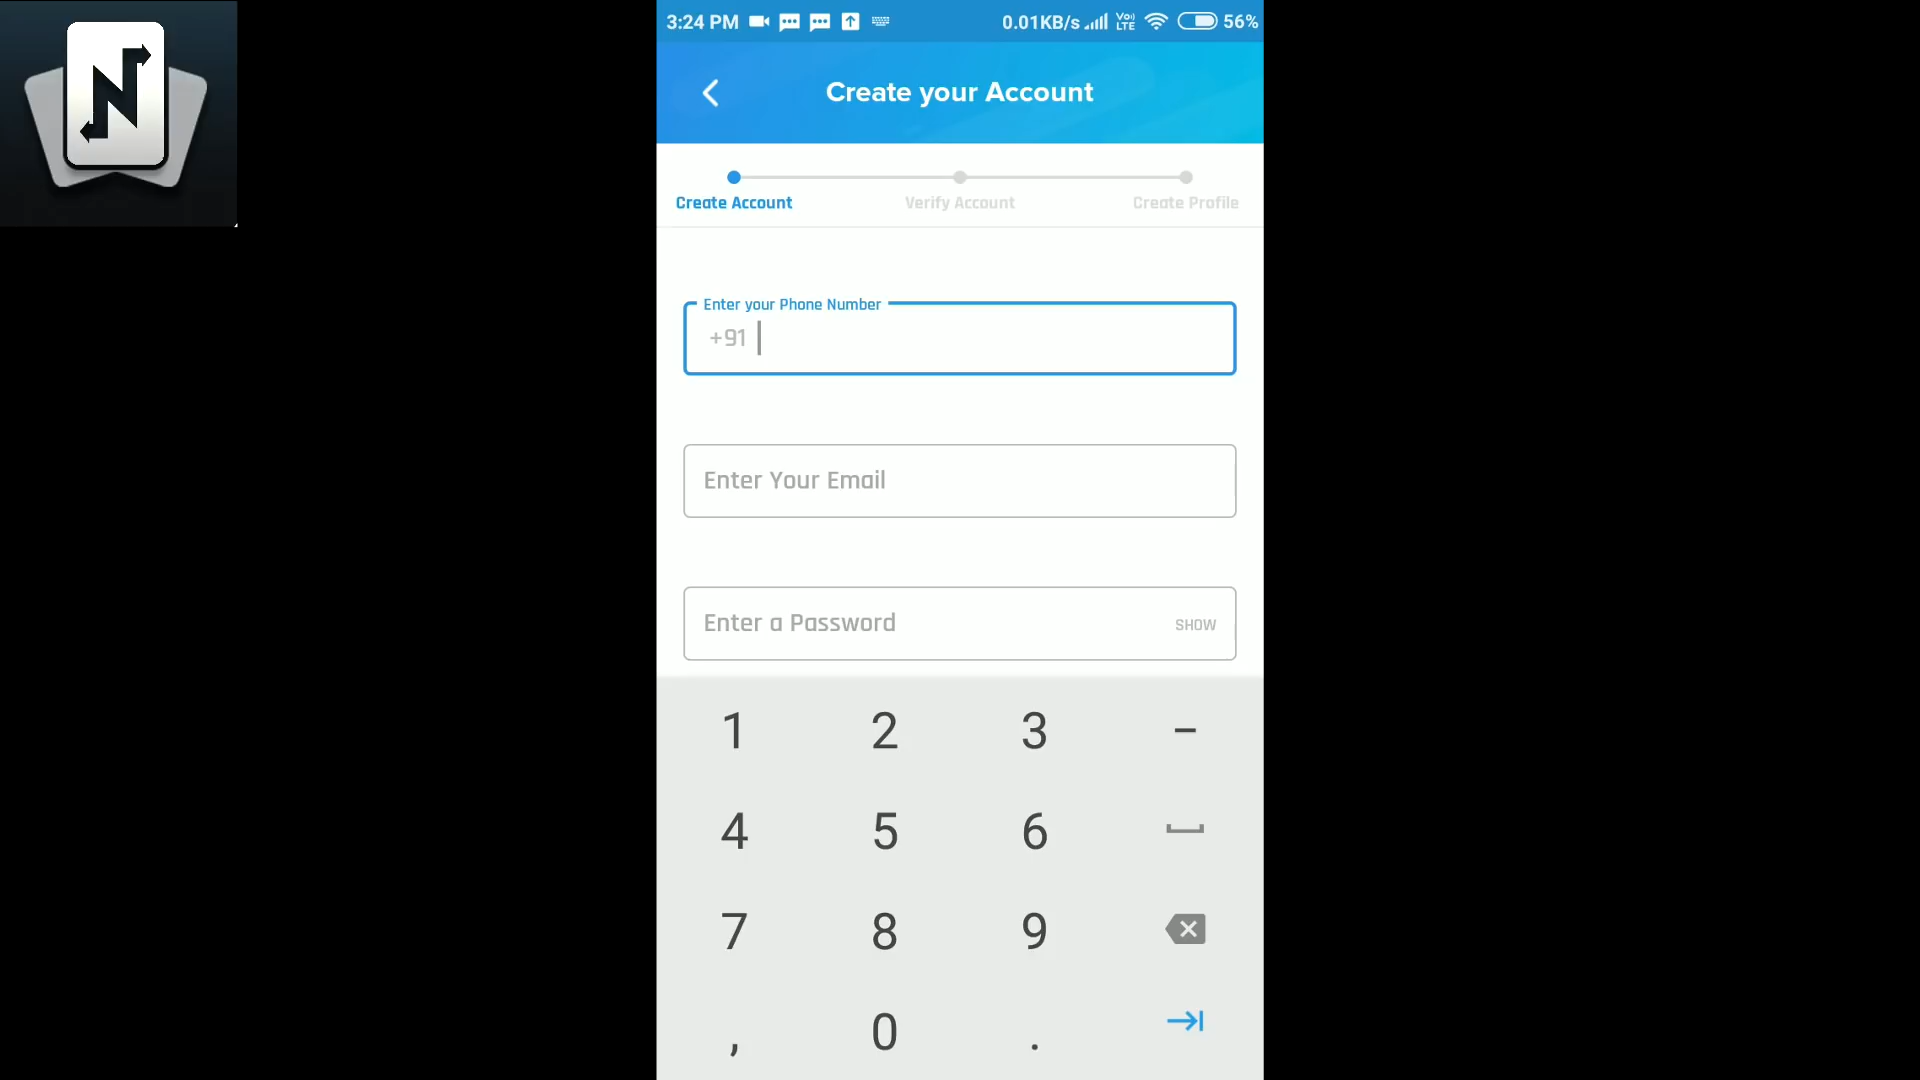 3:24 PM 0.01KB/s VoLTE 56%
N
Create your Account
Create Account Verify Account Create Profile
Enter your Phone Number
+91
Enter Your Email
Enter a Password SHOW
1 2 3 –
4 5 6
7 8 9
, 0 .